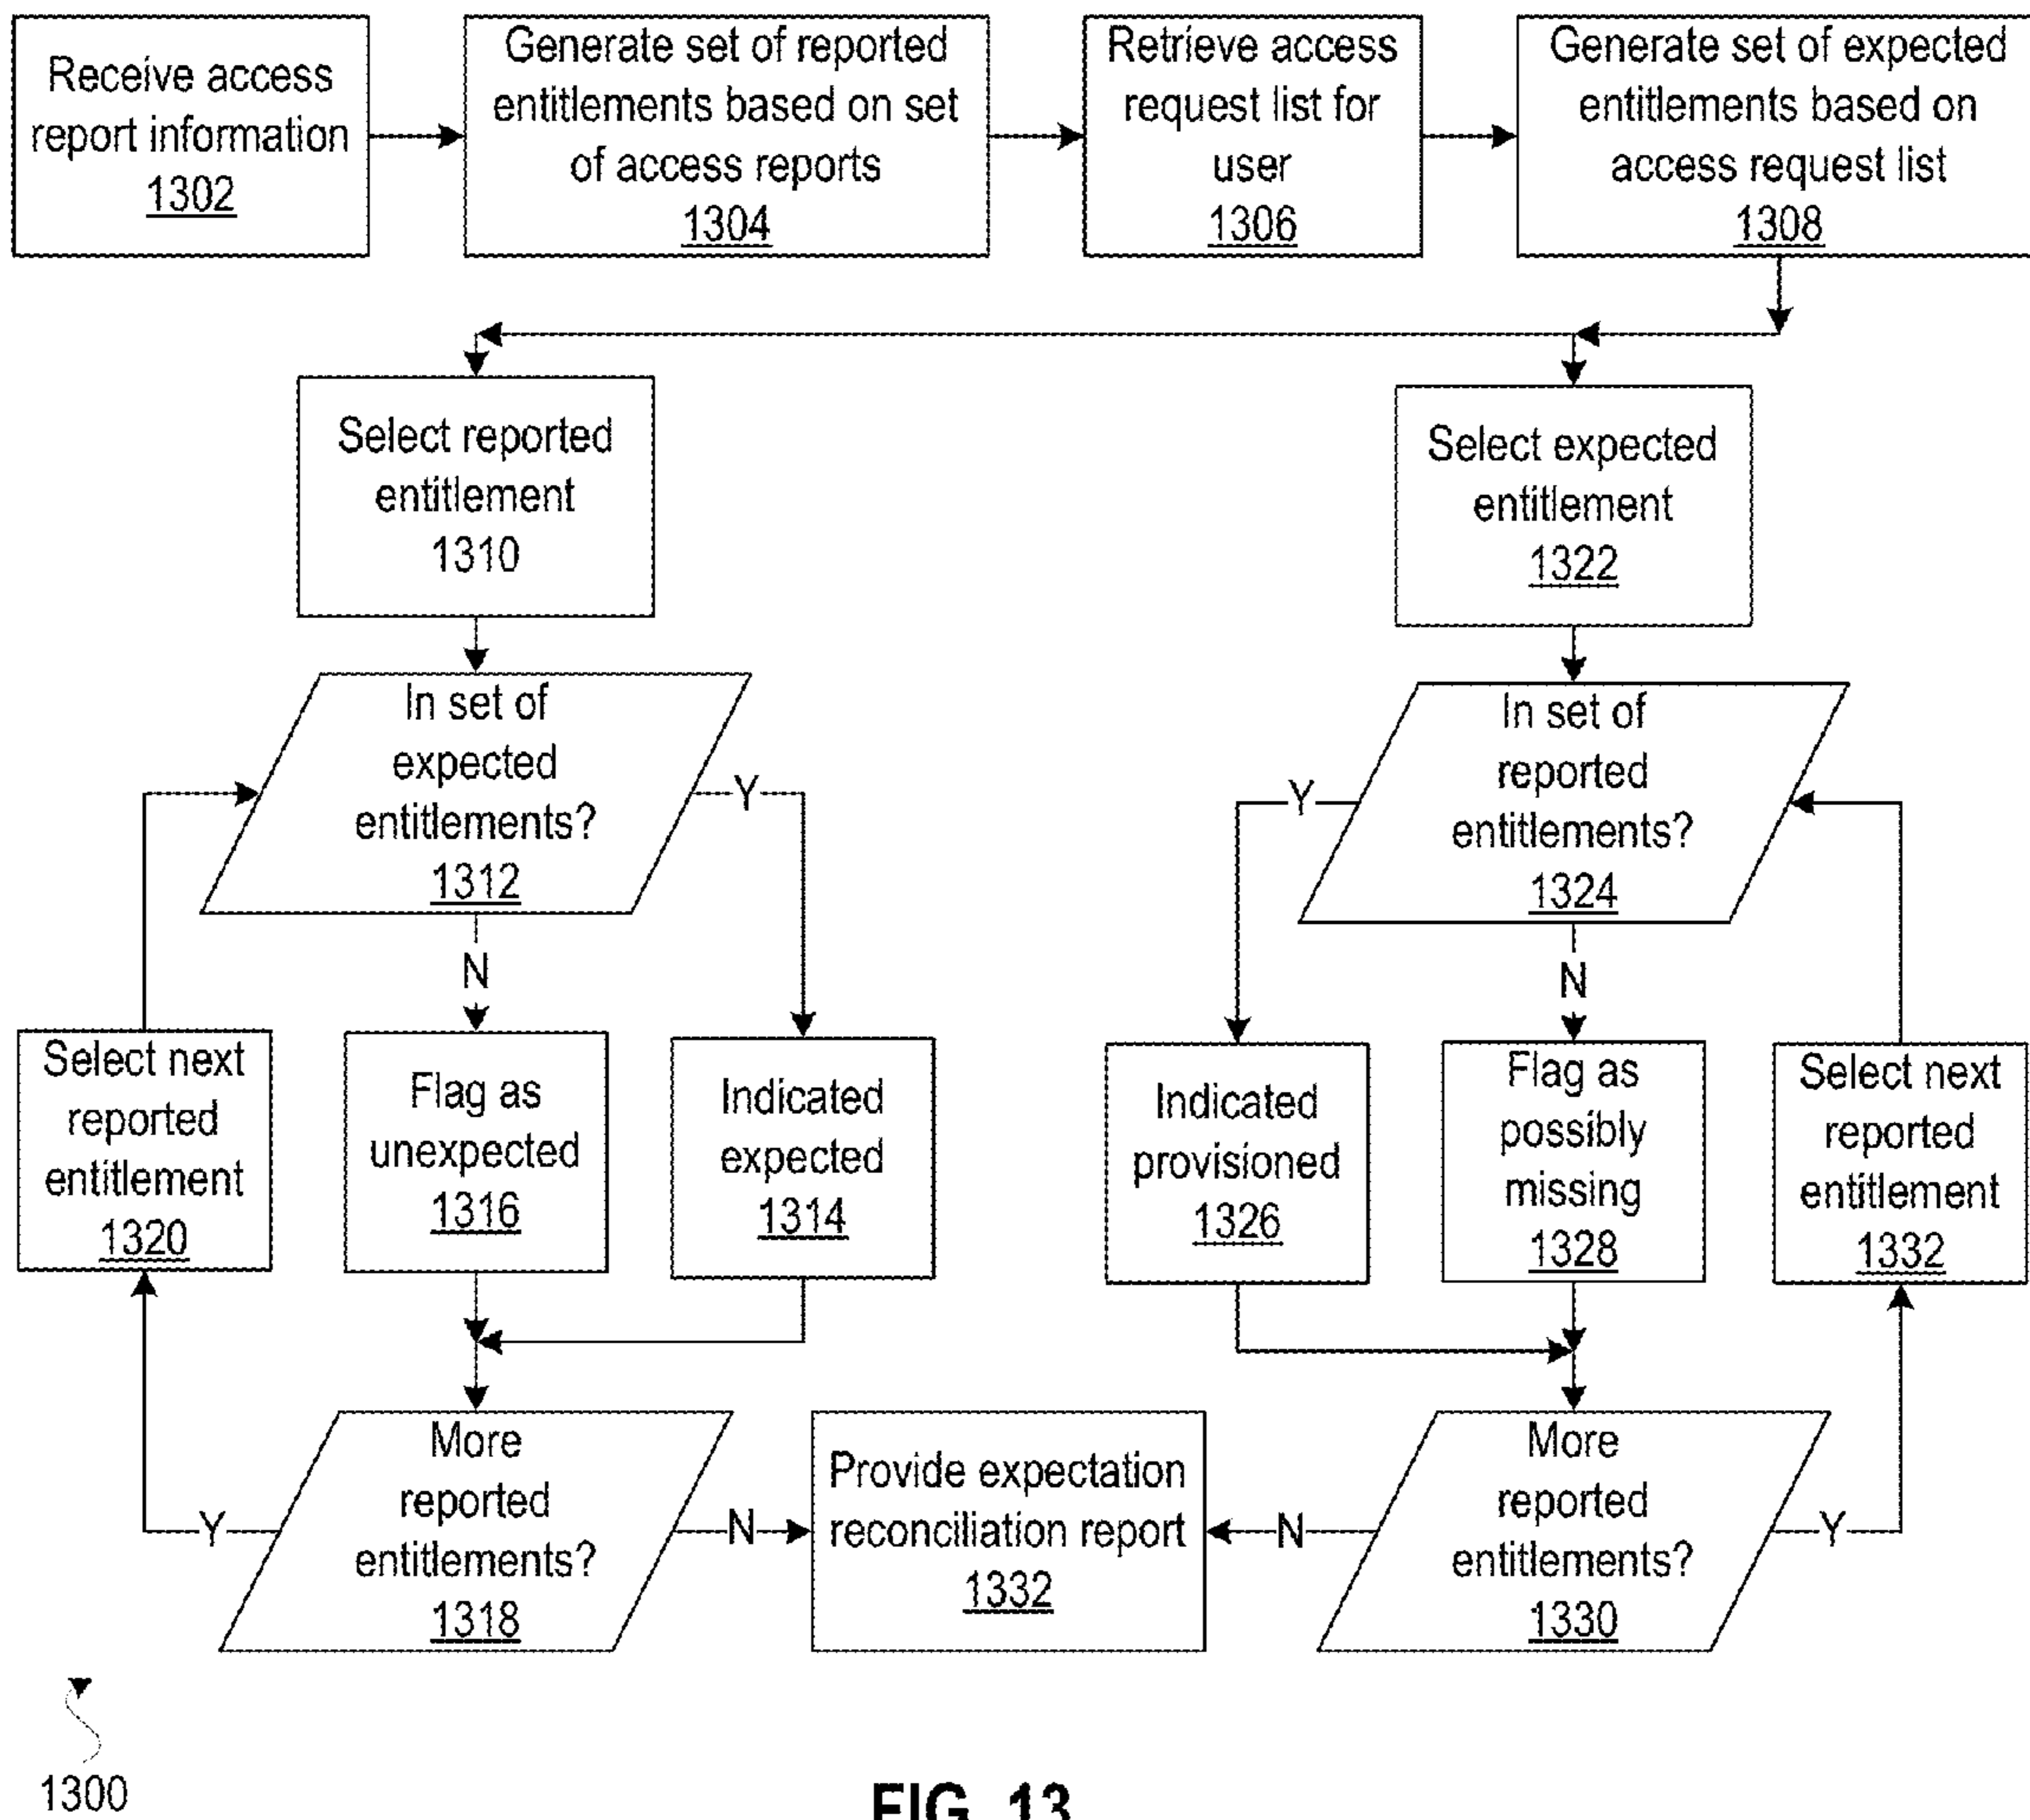 Receive access
report information
1302
Generate set of reported
entitlements based on set
of access reports
1304
Retrieve access
request list for
user
1306
Generate set of expected
entitlements based on
access request list
1308
Select reported
entitlement
1310
Select expected
entitlement
1322
In set of
expected
entitlements?
1312
Y
N
In set of
reported
entitlements?
1324
Y
N
Select next
reported
entitlement
1320
Flag as
unexpected
1316
Indicated
expected
1314
Indicated
provisioned
1326
Flag as
possibly
missing
1328
Select next
reported
entitlement
1332
More
reported
entitlements?
1318
Y
N
Provide expectation
reconciliation report
1332
More
reported
entitlements?
1330
N
Y
1300
FIG. 13